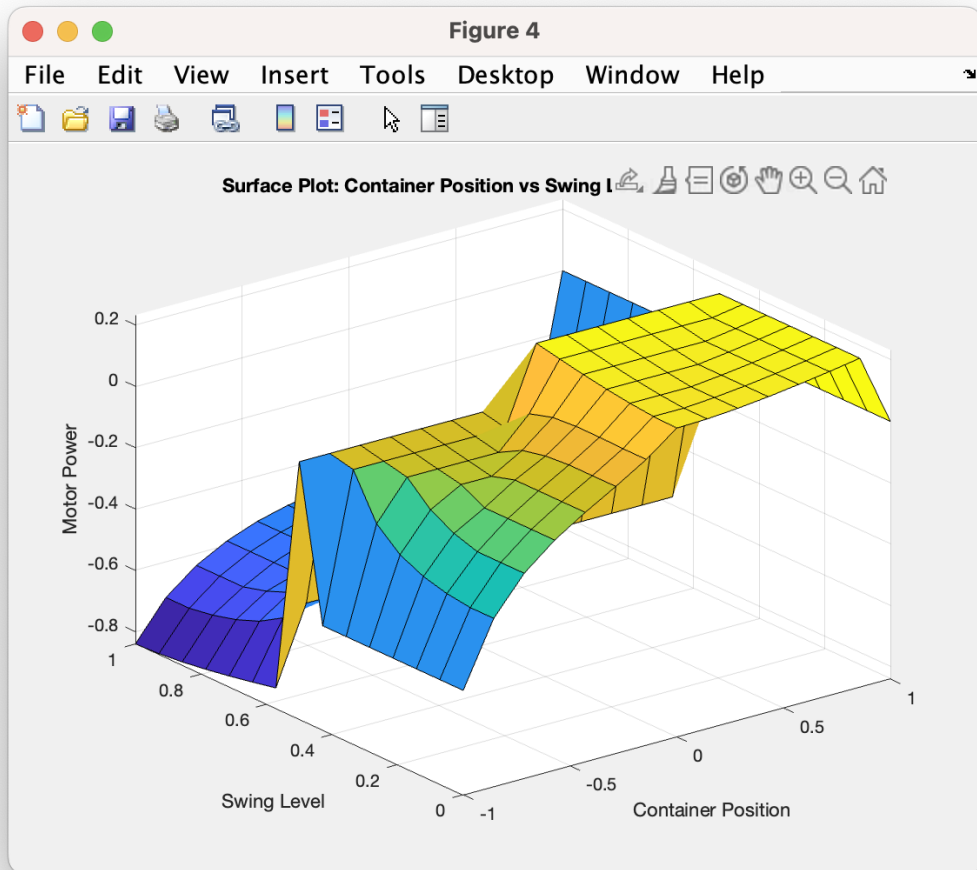 Figure 4
File Edit View Insert Tools Desktop Window Help
Surface Plot: Container Position vs Swing
0.2
0
-0.2
-0.4
-0.6
-0.8
Motor Power
1
0.8
0.6
0.4
0.2
0
Swing Level
-1
-0.5
0
0.5
1
Container Position